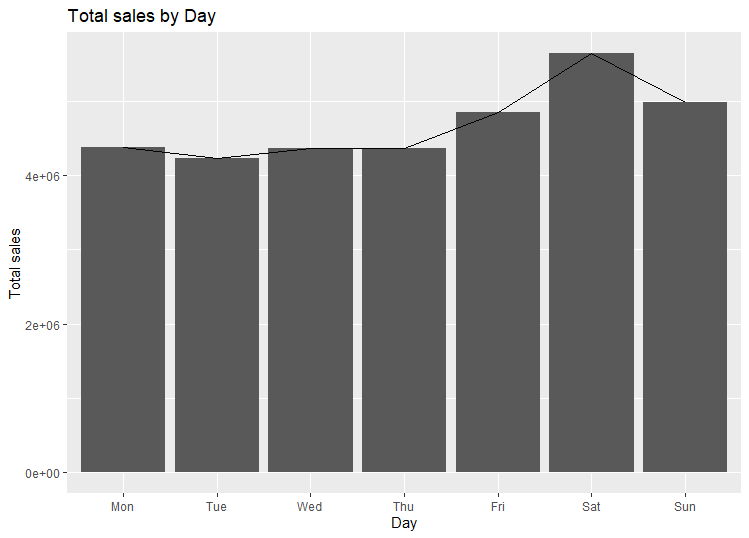 Total sales by Day
Total sales
4e+06
2e+06
0e+00
Mon Tue Wed Thu Fri Sat Sun
Day